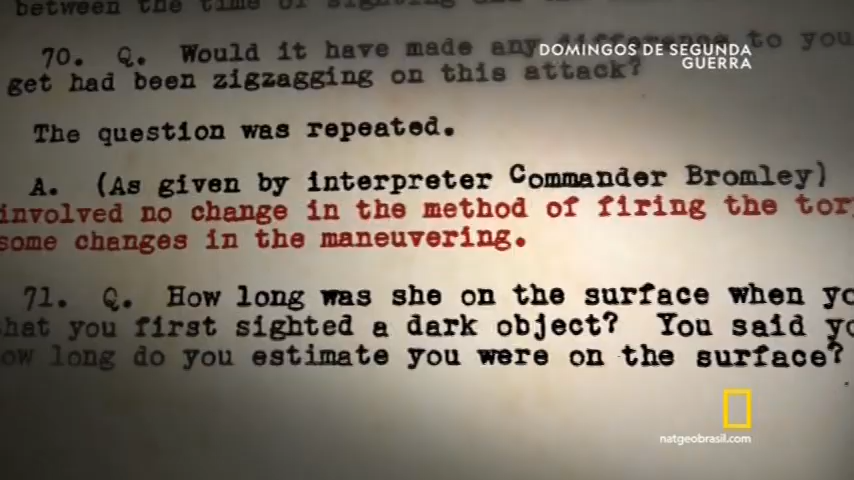 between the time of sighting and the
70. Q. Would it have made any difference to you
get had been zigzagging on this attack?
The question was repeated.
A. (As given by interpreter Commander Bromley)
involved no change in the method of firing the tor
some changes in the maneuvering.
71. Q. How long was she on the surface when yo
hat you first sighted a dark object? You said yo
ow long do you estimate you were on the surface?
DOMINGOS DE SEGUNDA
GUERRA
natgeobrasil.com